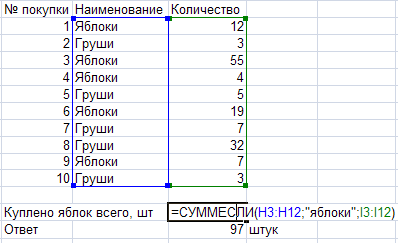 № покупки Наименование Количество
1 Яблоки 12
2 Груши 3
3 Яблоки 55
4 Яблоки 4
5 Груши 5
6 Яблоки 19
7 Груши 7
8 Груши 32
9 Яблоки 7
10 Груши 3
Куплено яблок всего, шт =СУММЕСЛИ(H3:H12;"яблоки";I3:I12)
Ответ 97 штук